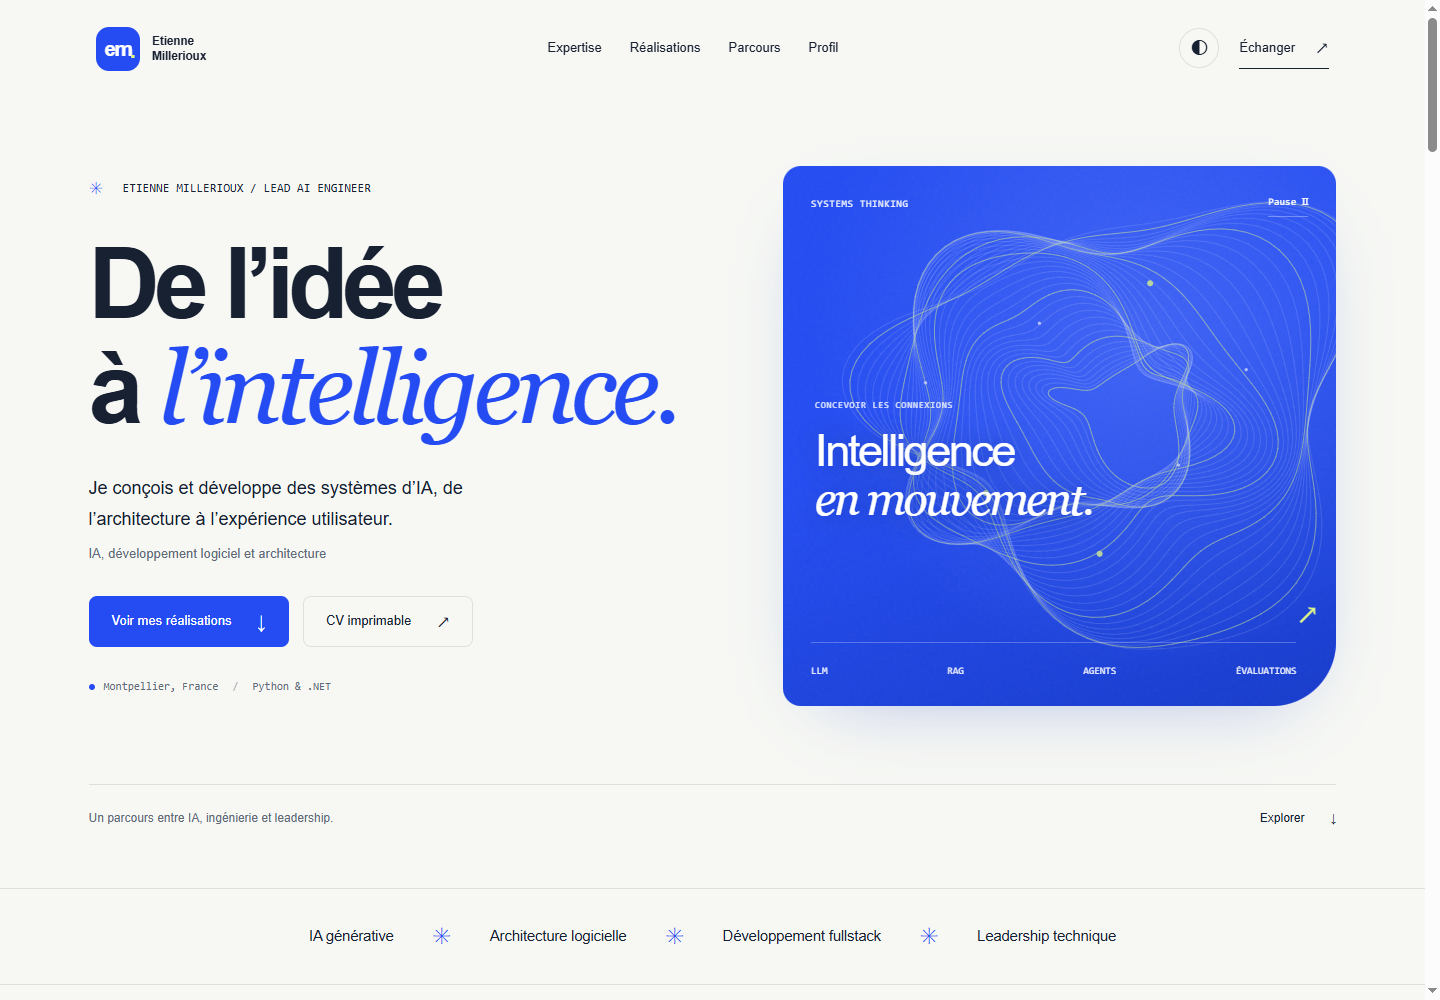 em.
Etienne
Millerioux
Expertise
Réalisations
Parcours
Profil
Échanger ↗
ETIENNE MILLERIOUX / LEAD AI ENGINEER
De l’idée
à l’intelligence.
Je conçois et développe des systèmes d’IA, de
l’architecture à l’expérience utilisateur.
IA, développement logiciel et architecture
Voir mes réalisations ↓
CV imprimable ↗
Montpellier, France / Python & .NET
SYSTEMS THINKING
Pause II
CONCEVOIR LES CONNEXIONS
Intelligence
en mouvement.
↗
LLM
RAG
AGENTS
ÉVALUATIONS
Un parcours entre IA, ingénierie et leadership.
Explorer ↓
IA générative
Architecture logicielle
Développement fullstack
Leadership technique